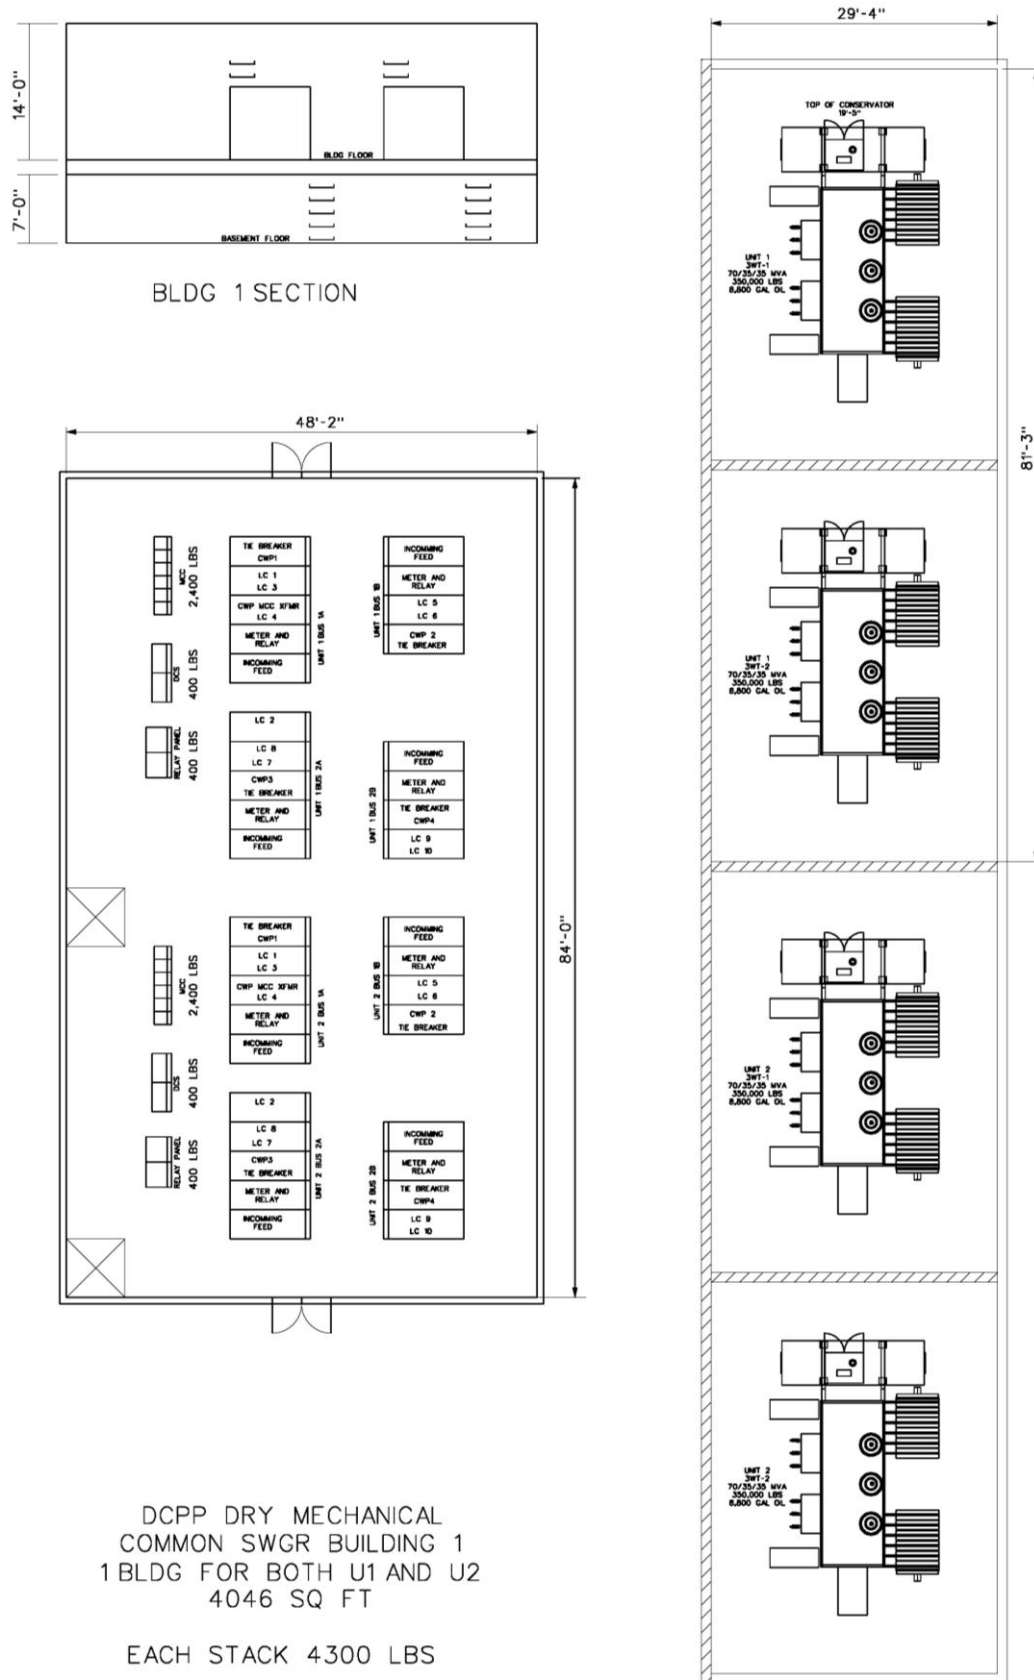 14'-0"
BLDG FLOOR
7'-0"
BASEMENT FLOOR
BLDG 1 SECTION
48'-2"
84'-0"
MCC
2,400 LBS
DCS
400 LBS
RELAY PANEL
400 LBS
TIE BREAKER
CWP1
LC 1
LC 3
CWP MCC XFMR
LC 4
METER AND
RELAY
INCOMMING
FEED
UNIT 1 BUS 1A
INCOMMING
FEED
METER AND
RELAY
LC 5
LC 6
CWP 2
TIE BREAKER
UNIT 1 BUS 1B
LC 2
LC 8
LC 7
CWP3
TIE BREAKER
METER AND
RELAY
INCOMMING
FEED
UNIT 1 BUS 2A
INCOMMING
FEED
METER AND
RELAY
TIE BREAKER
CWP4
LC 9
LC 10
UNIT 1 BUS 2B
MCC
2,400 LBS
DCS
400 LBS
RELAY PANEL
400 LBS
TIE BREAKER
CWP1
LC 1
LC 3
CWP MCC XFMR
LC 4
METER AND
RELAY
INCOMMING
FEED
UNIT 2 BUS 1A
INCOMMING
FEED
METER AND
RELAY
LC 5
LC 6
CWP 2
TIE BREAKER
UNIT 2 BUS 1B
LC 2
LC 8
LC 7
CWP3
TIE BREAKER
METER AND
RELAY
INCOMMING
FEED
UNIT 2 BUS 2A
INCOMMING
FEED
METER AND
RELAY
TIE BREAKER
CWP4
LC 9
LC 10
UNIT 2 BUS 2B
DCPP DRY MECHANICAL
COMMON SWGR BUILDING 1
1 BLDG FOR BOTH U1 AND U2
4046 SQ FT
EACH STACK 4300 LBS
29'-4"
81'-3"
TOP OF CONSERVATOR
19'-5"
UNIT 1
3WT-1
70/35/35 MVA
350,000 LBS
8,800 GAL OIL
UNIT 1
3WT-2
70/35/35 MVA
350,000 LBS
8,800 GAL OIL
UNIT 2
3WT-1
70/35/35 MVA
350,000 LBS
8,800 GAL OIL
UNIT 2
3WT-2
70/35/35 MVA
350,000 LBS
8,800 GAL OIL